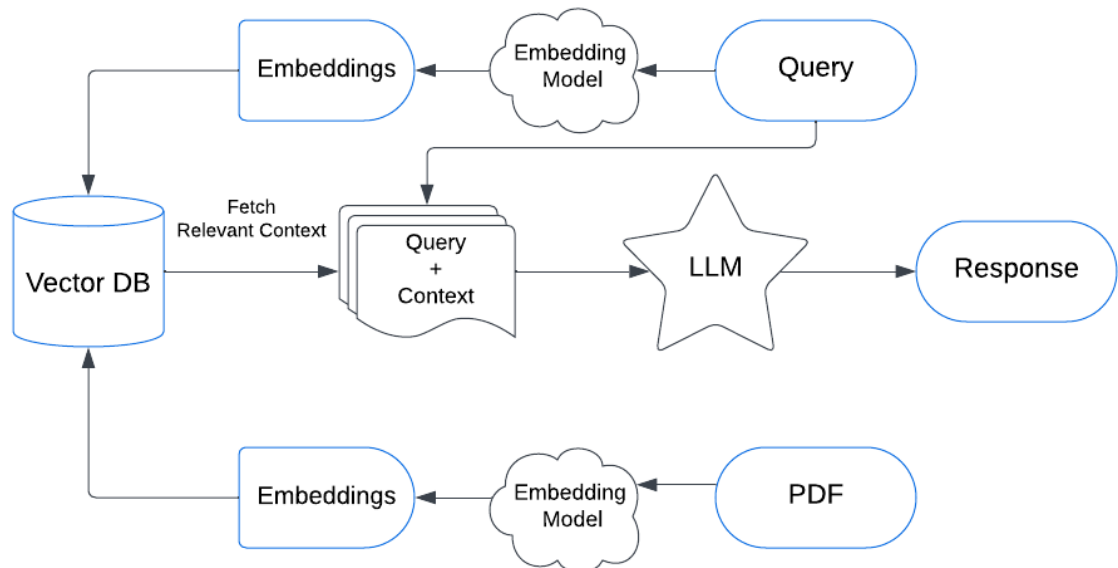 Embeddings
Embedding
Model
Query
Fetch
Relevant Context
Vector DB
Query
+
Context
LLM
Response
Embeddings
Embedding
Model
PDF